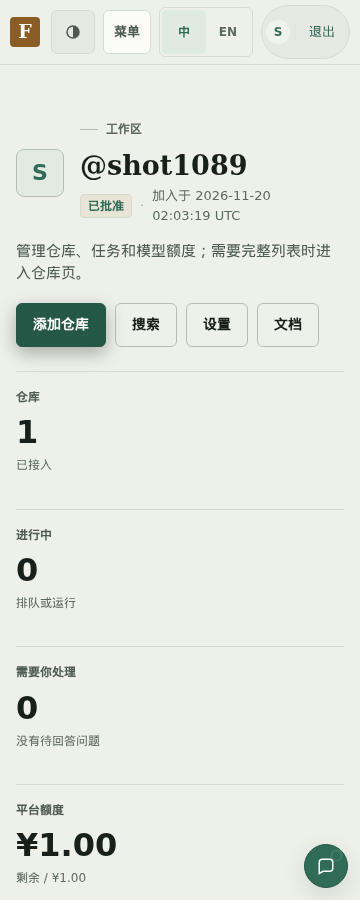 F 菜单 中 EN S 退出
工作区
S
@shot1089
已批准 · 加入于 2026-11-20
02:03:19 UTC
管理仓库、任务和模型额度；需要完整列表时进
入仓库页。
添加仓库 搜索 设置 文档
仓库
1
已接入
进行中
0
排队或运行
需要你处理
0
没有待回答问题
平台额度
¥1.00
剩余 / ¥1.00